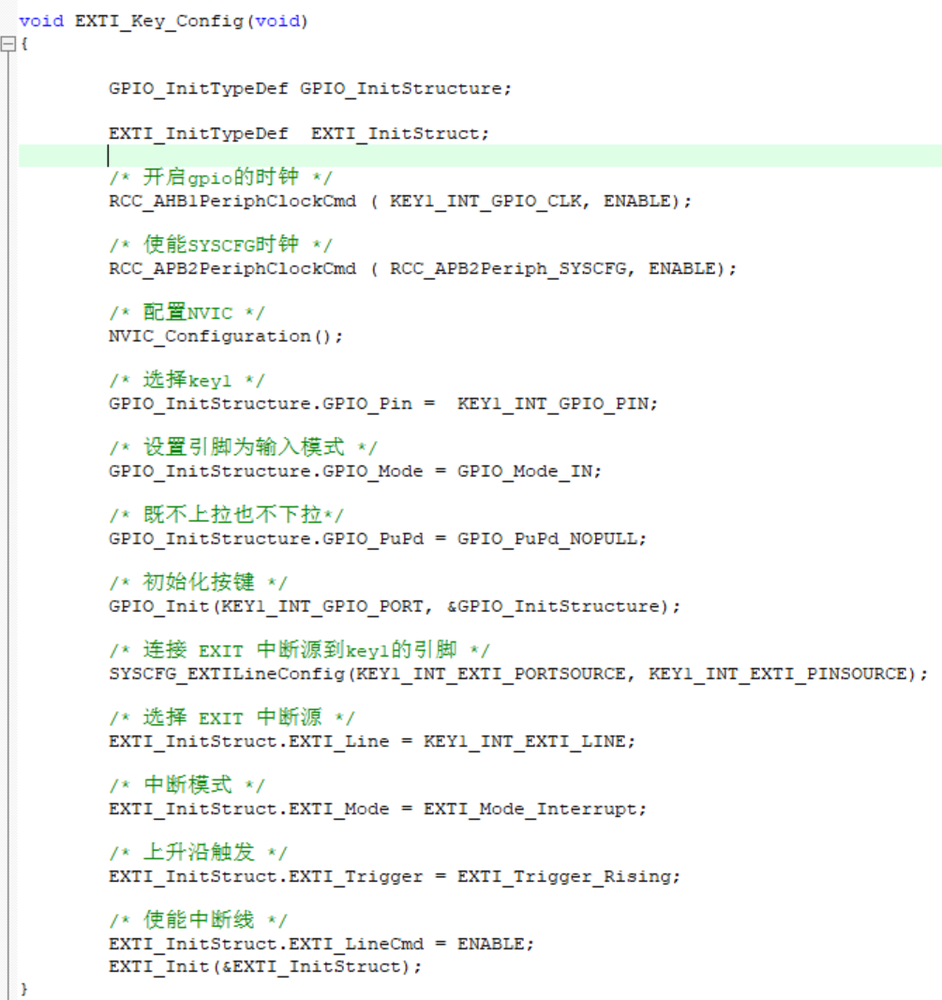 void EXTI_Key_Config(void)
{
GPIO_InitTypeDef GPIO_InitStructure;
EXTI_InitTypeDef  EXTI_InitStruct;
/* 开启gpio的时钟 */
RCC_AHB1PeriphClockCmd ( KEY1_INT_GPIO_CLK, ENABLE);
/* 使能SYSCFG时钟 */
RCC_APB2PeriphClockCmd ( RCC_APB2Periph_SYSCFG, ENABLE);
/* 配置NVIC */
NVIC_Configuration();
/* 选择key1 */
GPIO_InitStructure.GPIO_Pin =  KEY1_INT_GPIO_PIN;
/* 设置引脚为输入模式 */
GPIO_InitStructure.GPIO_Mode = GPIO_Mode_IN;
/* 既不上拉也不下拉*/
GPIO_InitStructure.GPIO_PuPd = GPIO_PuPd_NOPULL;
/* 初始化按键 */
GPIO_Init(KEY1_INT_GPIO_PORT, &GPIO_InitStructure);
/* 连接 EXIT 中断源到key1的引脚 */
SYSCFG_EXTILineConfig(KEY1_INT_EXTI_PORTSOURCE, KEY1_INT_EXTI_PINSOURCE);
/* 选择 EXIT 中断源 */
EXTI_InitStruct.EXTI_Line = KEY1_INT_EXTI_LINE;
/* 中断模式 */
EXTI_InitStruct.EXTI_Mode = EXTI_Mode_Interrupt;
/* 上升沿触发 */
EXTI_InitStruct.EXTI_Trigger = EXTI_Trigger_Rising;
/* 使能中断线 */
EXTI_InitStruct.EXTI_LineCmd = ENABLE;
EXTI_Init(&EXTI_InitStruct);
}